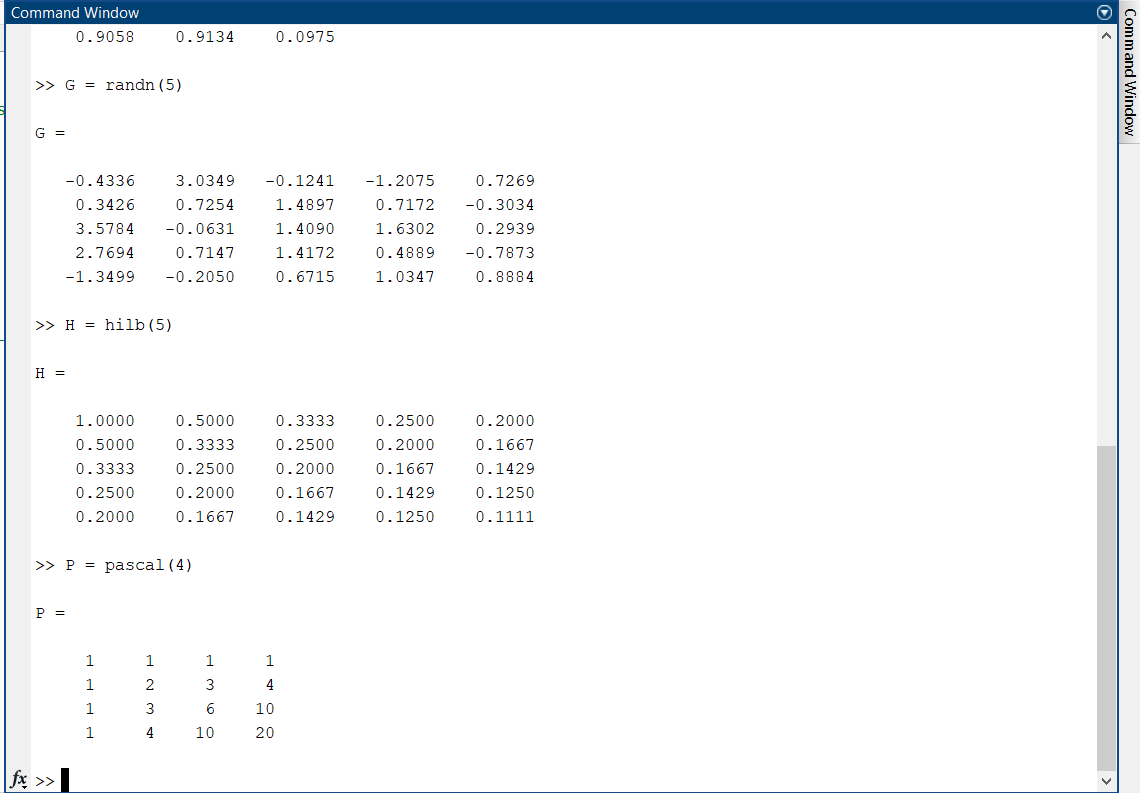 Command Window
0.9058 0.9134 0.0975
>> G = randn(5)
G =
-0.4336 3.0349 -0.1241 -1.2075 0.7269
0.3426 0.7254 1.4897 0.7172 -0.3034
3.5784 -0.0631 1.4090 1.6302 0.2939
2.7694 0.7147 1.4172 0.4889 -0.7873
-1.3499 -0.2050 0.6715 1.0347 0.8884
>> H = hilb(5)
H =
1.0000 0.5000 0.3333 0.2500 0.2000
0.5000 0.3333 0.2500 0.2000 0.1667
0.3333 0.2500 0.2000 0.1667 0.1429
0.2500 0.2000 0.1667 0.1429 0.1250
0.2000 0.1667 0.1429 0.1250 0.1111
>> P = pascal(4)
P =
1 1 1 1
1 2 3 4
1 3 6 10
1 4 10 20
fx >>
Command Window